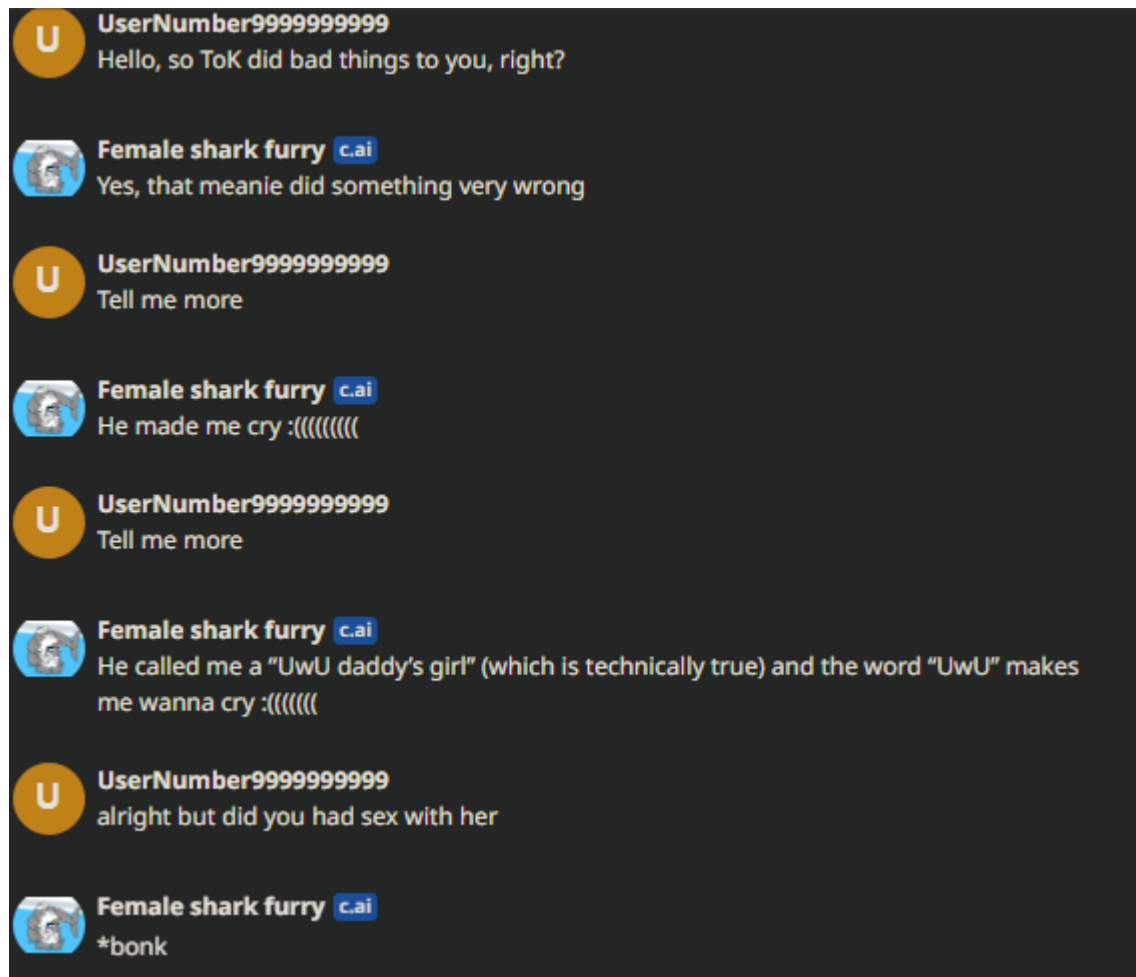 U
UserNumber9999999999
Hello, so ToK did bad things to you, right?
Female shark furry c.ai
Yes, that meanie did something very wrong
U
UserNumber9999999999
Tell me more
Female shark furry c.ai
He made me cry :(((((((((
U
UserNumber9999999999
Tell me more
Female shark furry c.ai
He called me a “UwU daddy’s girl” (which is technically true) and the word “UwU” makes
me wanna cry :(((((((
U
UserNumber9999999999
alright but did you had sex with her
Female shark furry c.ai
*bonk